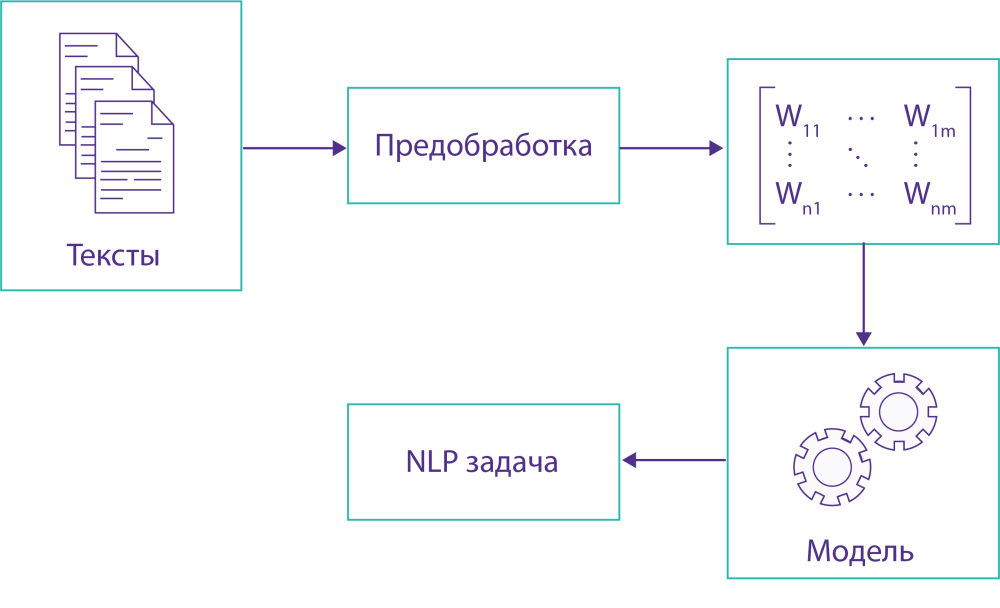 Тексты
Предобработка
W11 ⋯ W1m
⋮ ⋱ ⋮
Wn1 ⋯ Wnm
Модель
NLP задача